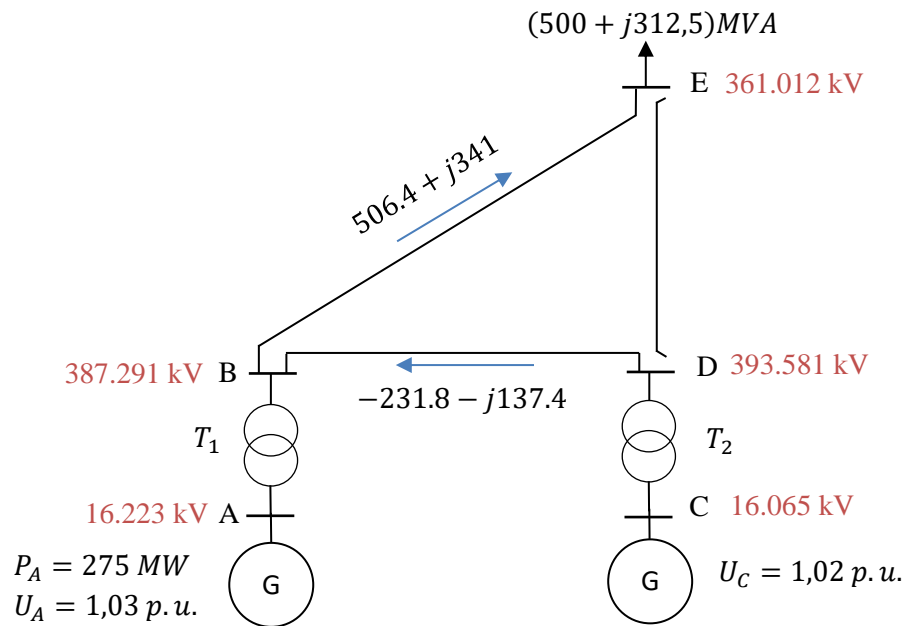 (500 + j312,5)MVA
E 361.012 kV
506.4 + j341
387.291 kV B
D 393.581 kV
−231.8 − j137.4
T₁
T₂
16.223 kV A
C 16.065 kV
P_A = 275 MW
U_A = 1,03 p.u.
G
G
U_C = 1,02 p.u.